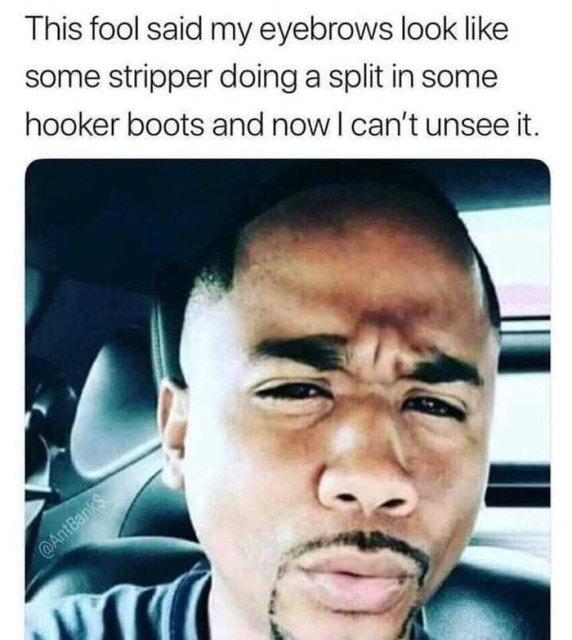 This fool said my eyebrows look like
some stripper doing a split in some
hooker boots and now I can't unsee it.
@AntBank$